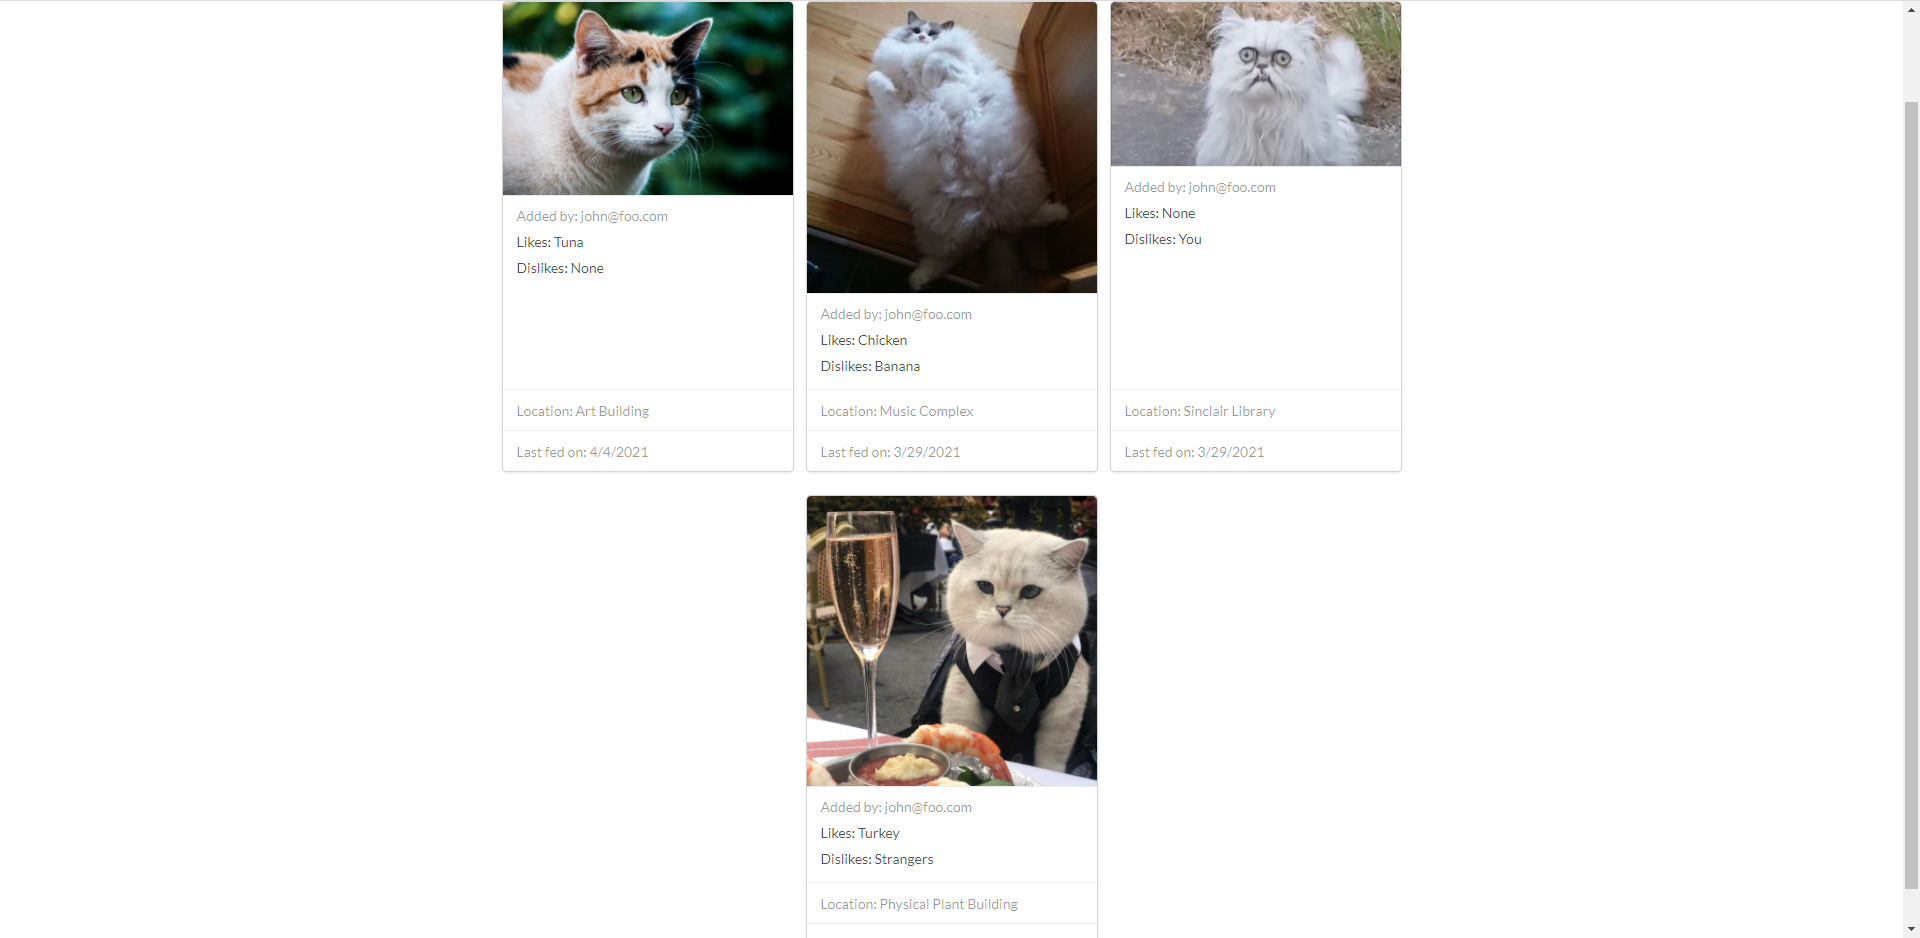 Added by: john@foo.com
Likes: Tuna
Dislikes: None
Location: Art Building
Last fed on: 4/4/2021
Added by: john@foo.com
Likes: Chicken
Dislikes: Banana
Location: Music Complex
Last fed on: 3/29/2021
Added by: john@foo.com
Likes: None
Dislikes: You
Location: Sinclair Library
Last fed on: 3/29/2021
Added by: john@foo.com
Likes: Turkey
Dislikes: Strangers
Location: Physical Plant Building